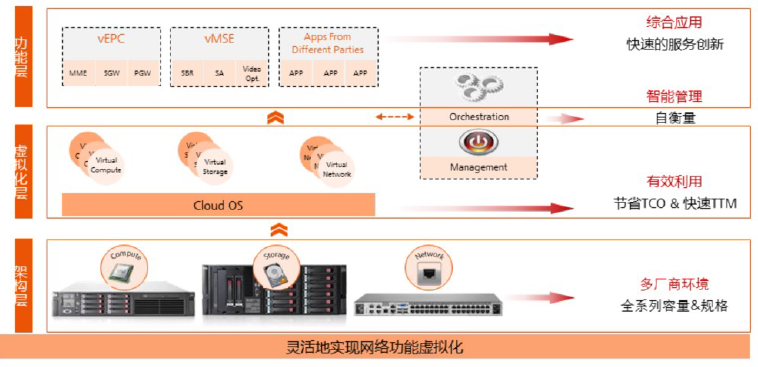 功能层
vEPC
MME SGW PGW
vMSE
SBR SA Video Opt.
Apps From
Different Parties
APP APP APP
综合应用
快速的服务创新
Orchestration
Management
智能管理
自衡量
虚拟化层
Virtual
Compute
Virtual
Storage
Virtual
Network
Cloud OS
有效利用
节省TCO & 快速TTM
架构层
Compute
Storage
Network
多厂商环境
全系列容量&规格
灵活地实现网络功能虚拟化